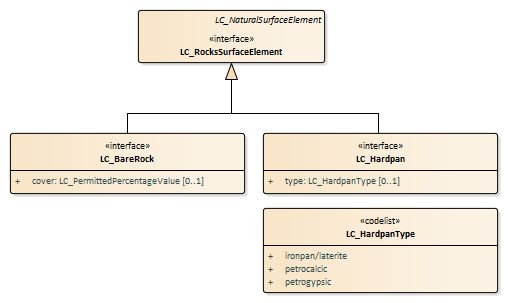 LC_NaturalSurfaceElement
«interface»
LC_RocksSurfaceElement
«interface»
LC_BareRock
+ cover: LC_PermittedPercentageValue [0..1]
«interface»
LC_Hardpan
+ type: LC_HardpanType [0..1]
«codelist»
LC_HardpanType
+ ironpan/laterite
+ petrocalcic
+ petrogypsic